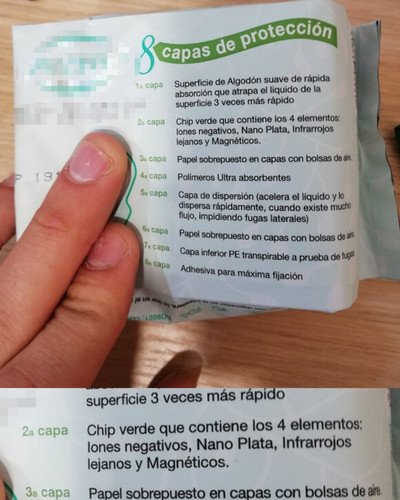 8 capas de protección
1a capa Superficie de Algodón suave de rápida
absorción que atrapa el liquido de la
superficie 3 veces más rápido
2a capa Chip verde que contiene los 4 elementos:
Iones negativos, Nano Plata, Infrarrojos
lejanos y Magnéticos.
3a capa Papel sobrepuesto en capas con bolsas de aire
4a capa Polímeros Ultra absorbentes
5a capa Capa de dispersión (acelera el líquido y lo
dispersa rápidamente, cuando existe mucho
flujo, impidiendo fugas laterales)
6a capa Papel sobrepuesto en capas con bolsas de aire
7a capa Capa inferior PE transpirable a prueba de fugas
8a capa Adhesiva para máxima fijación
superficie 3 veces más rápido
2a capa Chip verde que contiene los 4 elementos:
Iones negativos, Nano Plata, Infrarrojos
lejanos y Magnéticos.
3a capa Papel sobrepuesto en capas con bolsas de aire